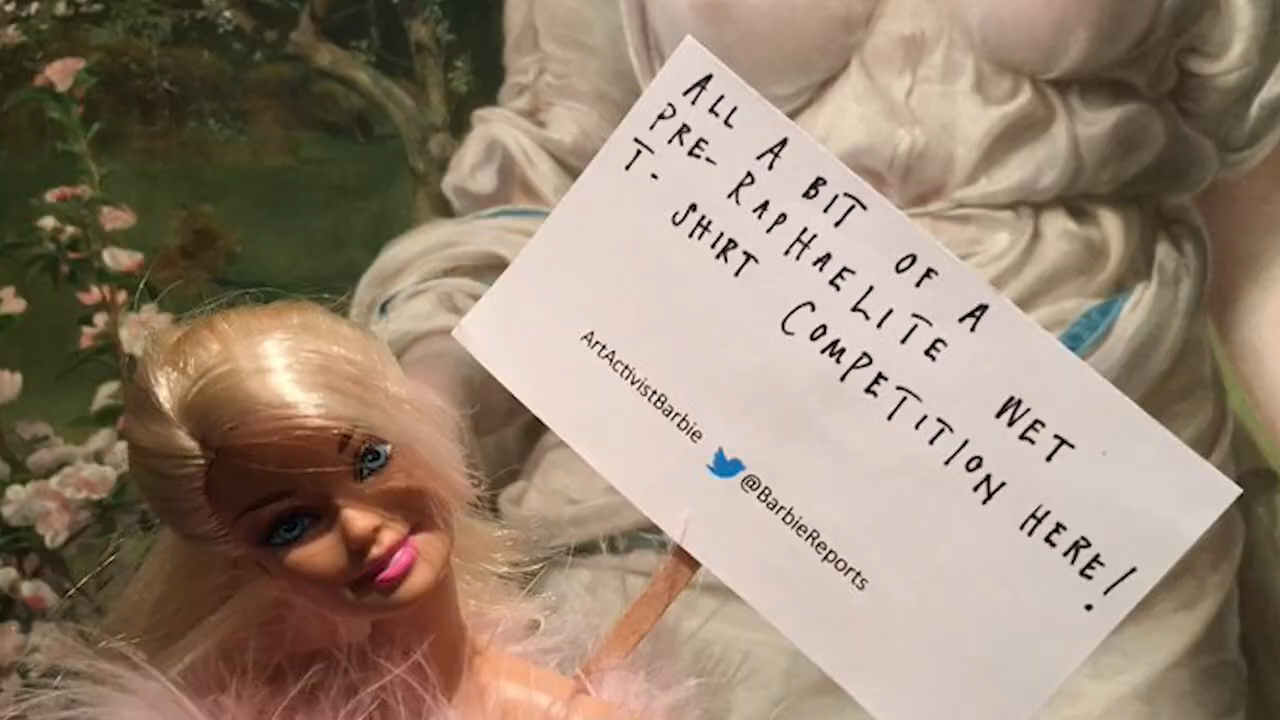 ALL A BIT OF A
PRE-RAPHAELITE WET
T-SHIRT COMPETITION HERE!
ArtActivistBarbie @BarbieReports